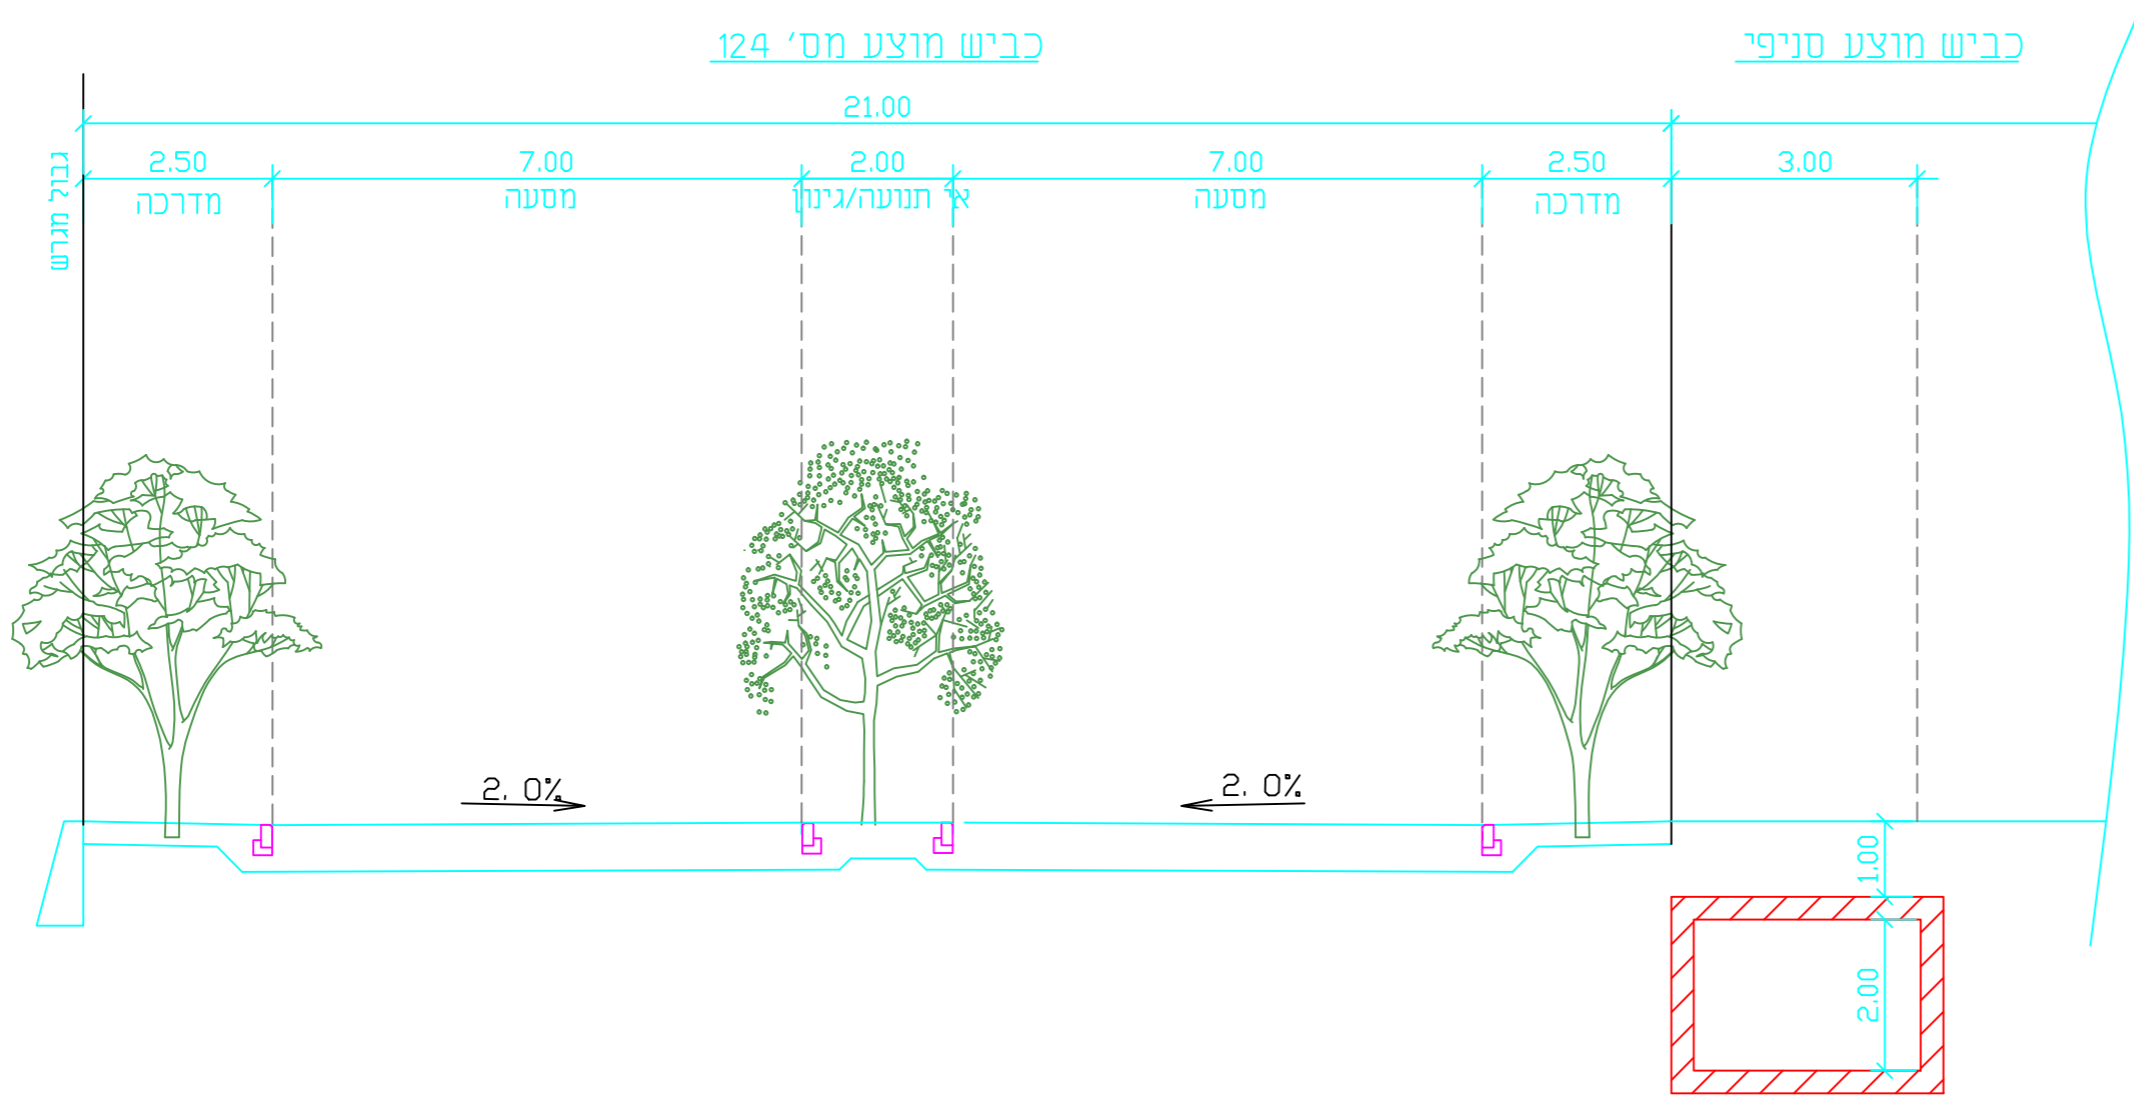 כביש מוצע סניפי
כביש מוצע מס' 124
21.00
3.00
2.50
7.00
2.00
7.00
2.50
מדרכה
מסעה
אי תנועה/גינון
מסעה
מדרכה
גבול מגרש
2.0%
2.0%
1.00
2.00